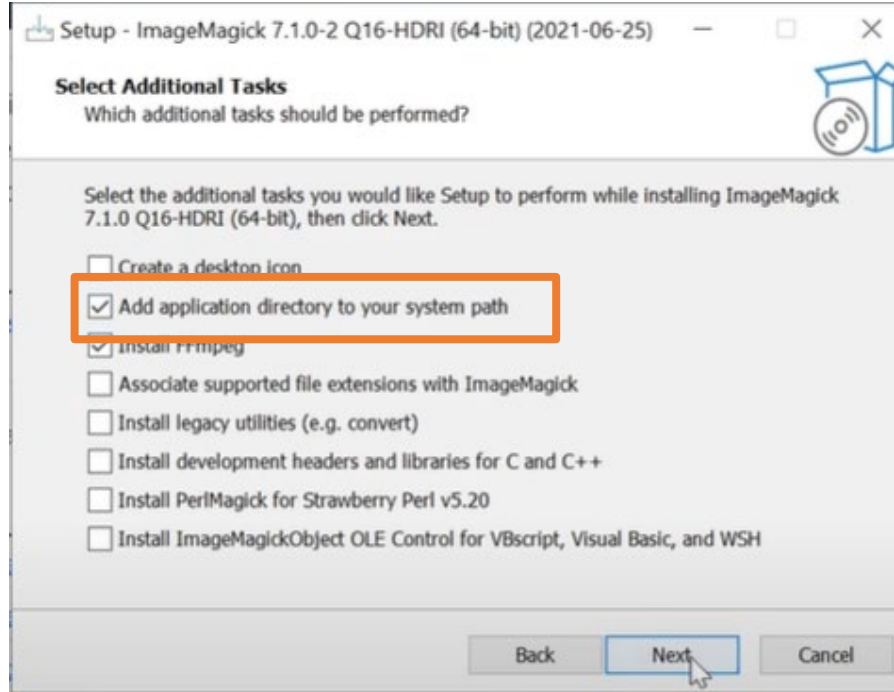 Setup - ImageMagick 7.1.0-2 Q16-HDRI (64-bit) (2021-06-25)
Select Additional Tasks
Which additional tasks should be performed?
Select the additional tasks you would like Setup to perform while installing ImageMagick
7.1.0 Q16-HDRI (64-bit), then click Next.
Create a desktop icon
Add application directory to your system path
Install FFmpeg
Associate supported file extensions with ImageMagick
Install legacy utilities (e.g. convert)
Install development headers and libraries for C and C++
Install PerlMagick for Strawberry Perl v5.20
Install ImageMagickObject OLE Control for VBscript, Visual Basic, and WSH
Back Next Cancel